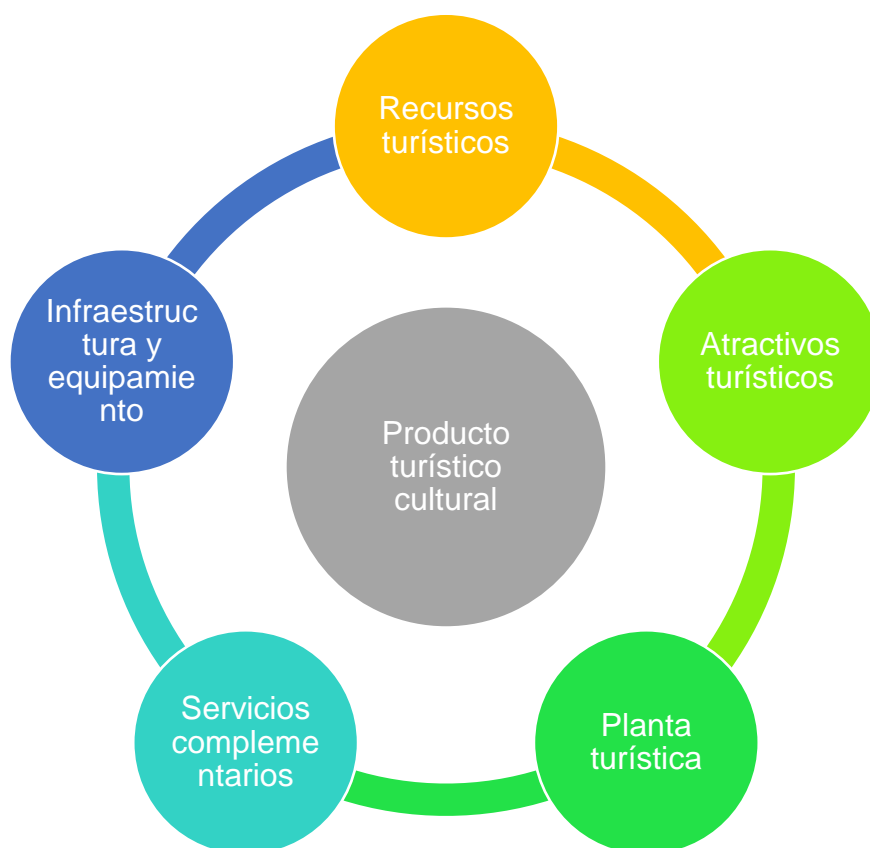 Recursos
turísticos
Atractivos
turísticos
Planta
turística
Servicios
compleme
ntarios
Infraestruc
tura y
equipamie
nto
Producto
turístico
cultural